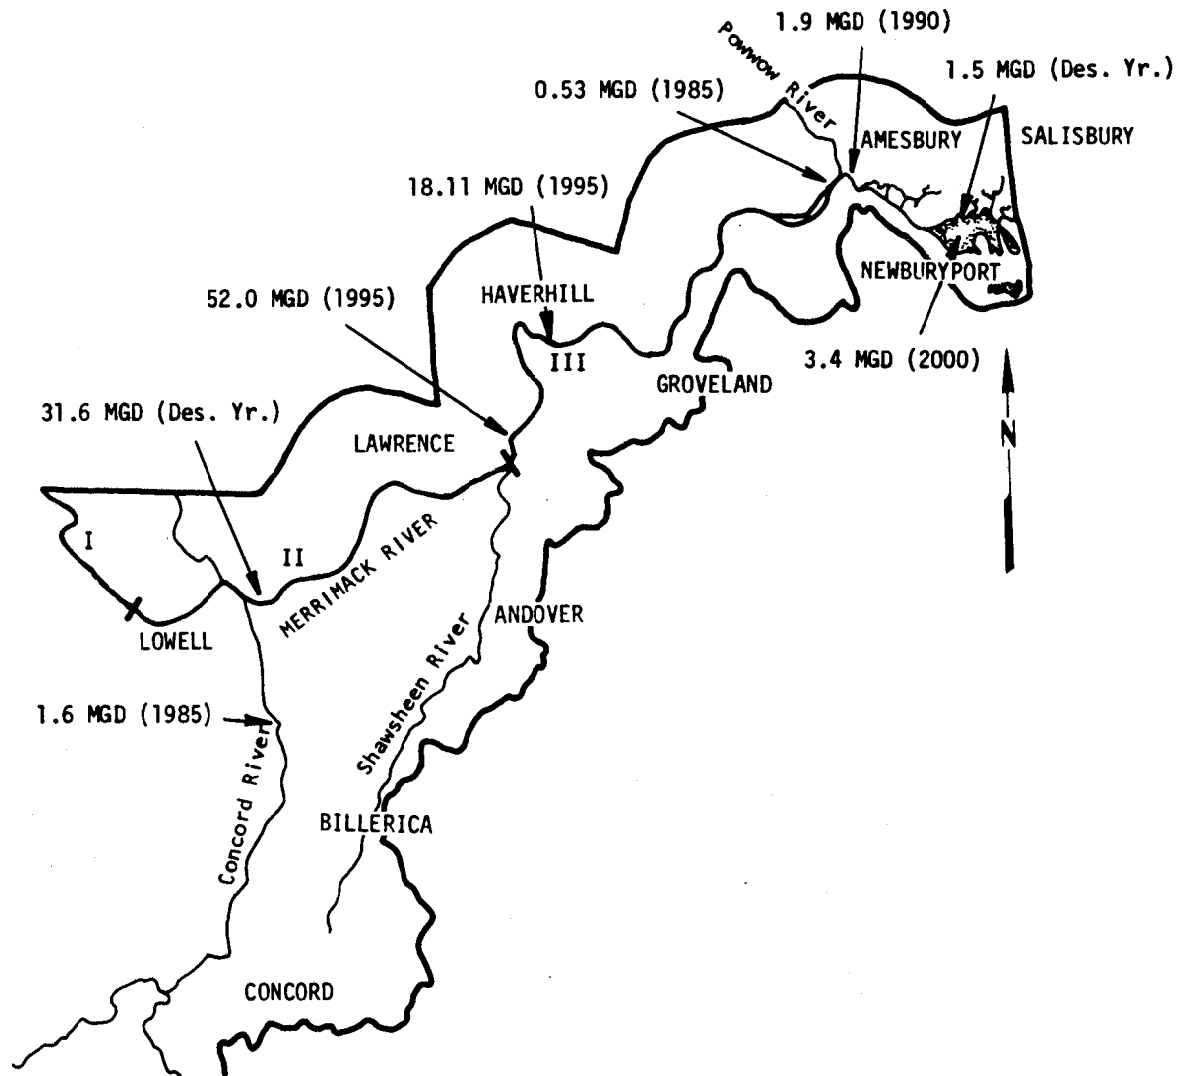 1.9 MGD (1990)
Powwow River
1.5 MGD (Des. Yr.)
0.53 MGD (1985)
AMESBURY
SALISBURY
18.11 MGD (1995)
NEWBURYPORT
52.0 MGD (1995)
HAVERHILL
3.4 MGD (2000)
III
GROVELAND
31.6 MGD (Des. Yr.)
N
LAWRENCE
I
II
MERRIMACK RIVER
ANDOVER
LOWELL
Shawsheen River
1.6 MGD (1985)
Concord River
BILLERICA
CONCORD